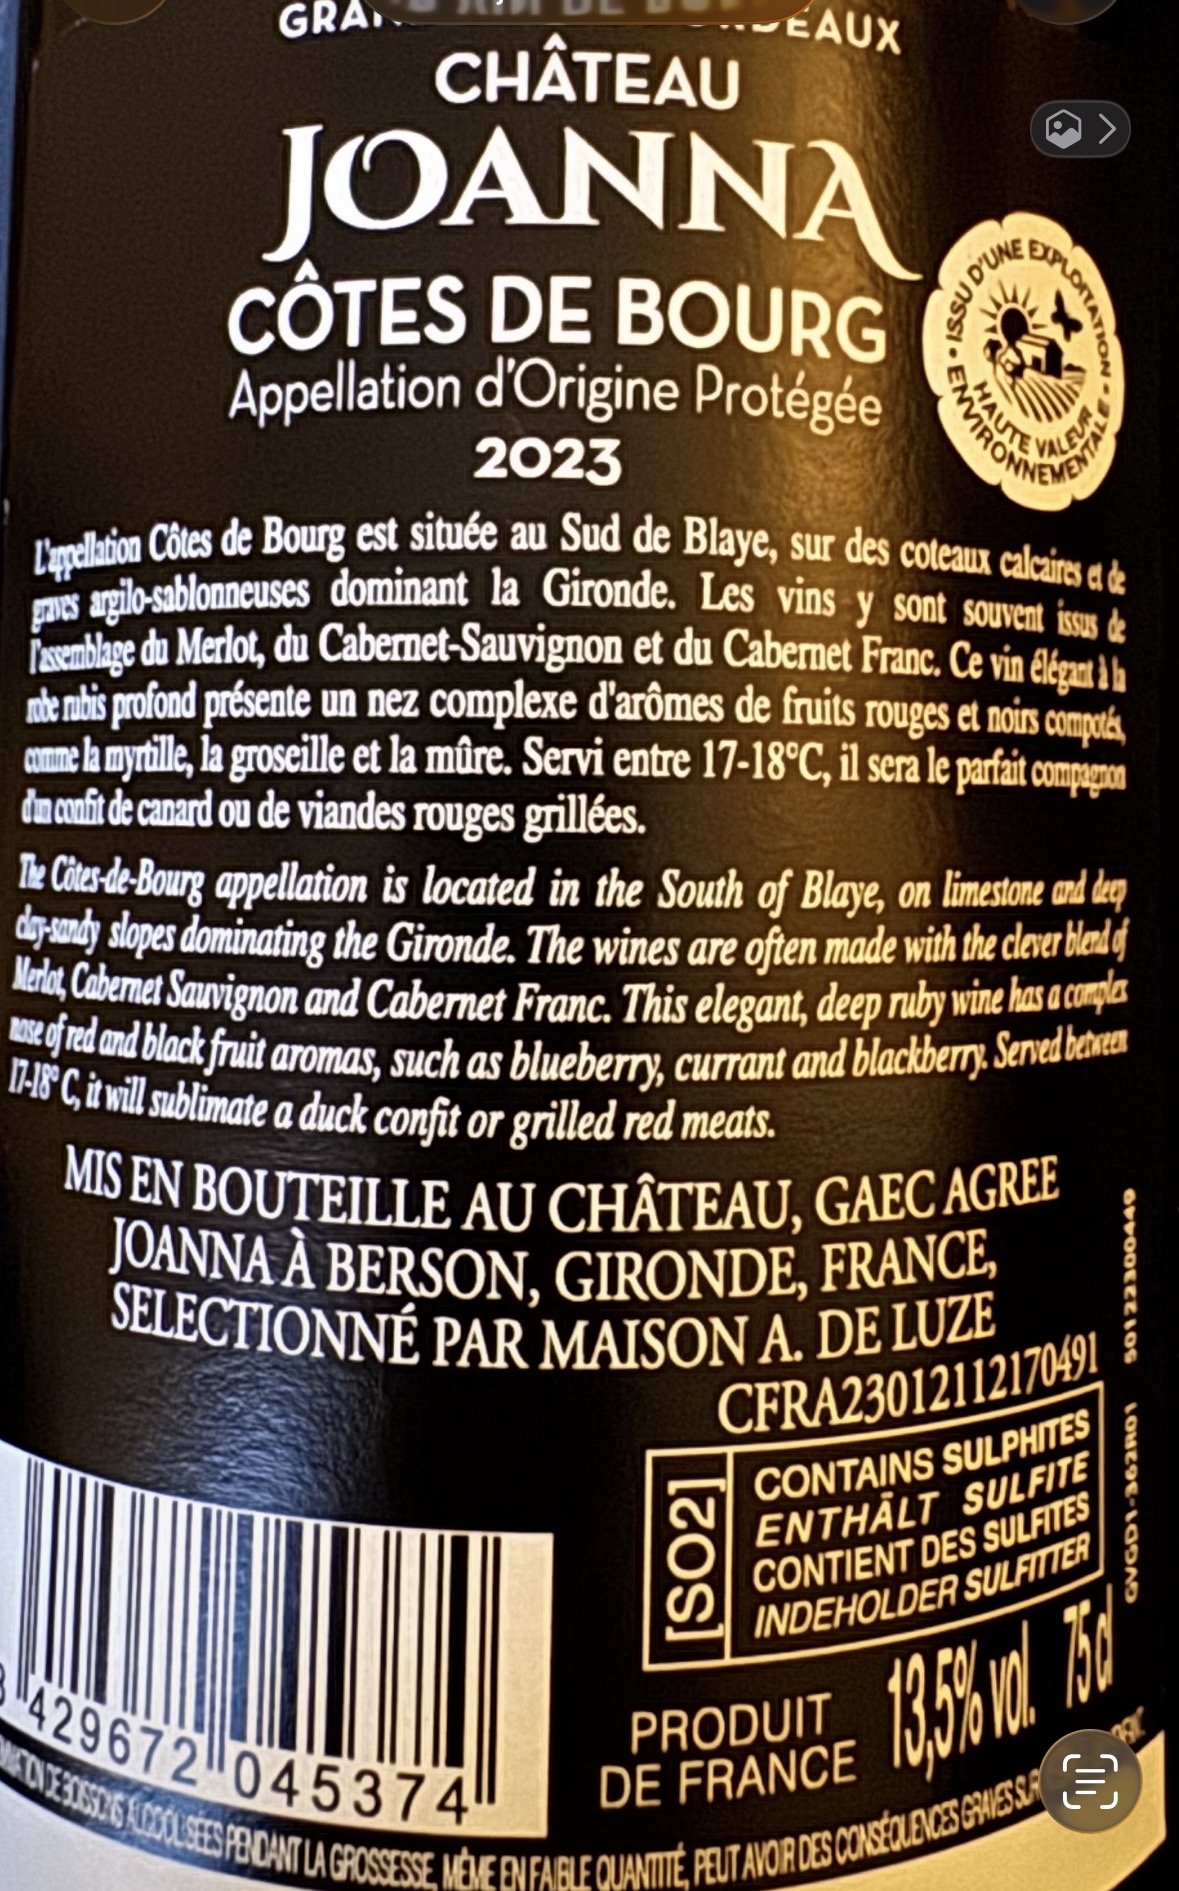 CHÂTEAU
JOANNA
CÔTES DE BOURG
Appellation d'Origine Protégée
2023
• ISSU D'UNE EXPLOITATION •
HAUTE VALEUR
ENVIRONNEMENTALE
L'appellation Côtes de Bourg est située au Sud de Blaye, sur des coteaux calcaires et de
graves argilo-sablonneuses dominant la Gironde. Les vins y sont souvent issus de
l'assemblage du Merlot, du Cabernet-Sauvignon et du Cabernet Franc. Ce vin élégant à la
robe rubis profond présente un nez complexe d'arômes de fruits rouges et noirs compotés,
comme la myrtille, la groseille et la mûre. Servi entre 17-18°C, il sera le parfait compagnon
d'un confit de canard ou de viandes rouges grillées.
The Côtes-de-Bourg appellation is located in the South of Blaye, on limestone and deep
clay-sandy slopes dominating the Gironde. The wines are often made with the clever blend of
Merlot, Cabernet Sauvignon and Cabernet Franc. This elegant, deep ruby wine has a complex
nose of red and black fruit aromas, such as blueberry, currant and blackberry. Served between
17-18° C, it will sublimate a duck confit or grilled red meats.
MIS EN BOUTEILLE AU CHÂTEAU, GAEC AGREE
JOANNA À BERSON, GIRONDE, FRANCE,
SELECTIONNÉ PAR MAISON A. DE LUZE
CFRA23012112170491
[SO2]
CONTAINS SULPHITES
ENTHÄLT SULFITE
CONTIENT DES SULFITES
INDEHOLDER SULFITTER
GVGD1-362R01 5012323000449
PRODUIT
DE FRANCE
13,5% vol. 75 cl
429672 045374
DE BOISSONS ALCOOLISÉES PENDANT LA GROSSESSE, MÊME EN FAIBLE QUANTITÉ, PEUT AVOIR DES CONSÉQUENCES GRAVES SUR